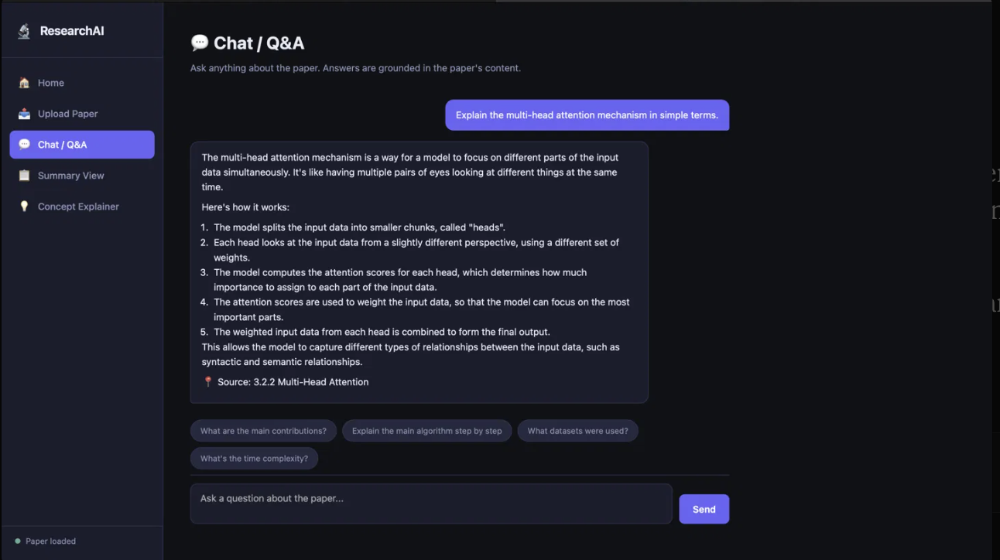 ResearchAI
Home
Upload Paper
Chat / Q&A
Summary View
Concept Explainer
Paper loaded
Chat / Q&A
Ask anything about the paper. Answers are grounded in the paper's content.
Explain the multi-head attention mechanism in simple terms.
The multi-head attention mechanism is a way for a model to focus on different parts of the input
data simultaneously. It's like having multiple pairs of eyes looking at different things at the same
time.
Here's how it works:
1. The model splits the input data into smaller chunks, called "heads".
2. Each head looks at the input data from a slightly different perspective, using a different set of
weights.
3. The model computes the attention scores for each head, which determines how much
importance to assign to each part of the input data.
4. The attention scores are used to weight the input data, so that the model can focus on the most
important parts.
5. The weighted input data from each head is combined to form the final output.
This allows the model to capture different types of relationships between the input data, such as
syntactic and semantic relationships.
Source: 3.2.2 Multi-Head Attention
What are the main contributions?
Explain the main algorithm step by step
What datasets were used?
What's the time complexity?
Ask a question about the paper...
Send